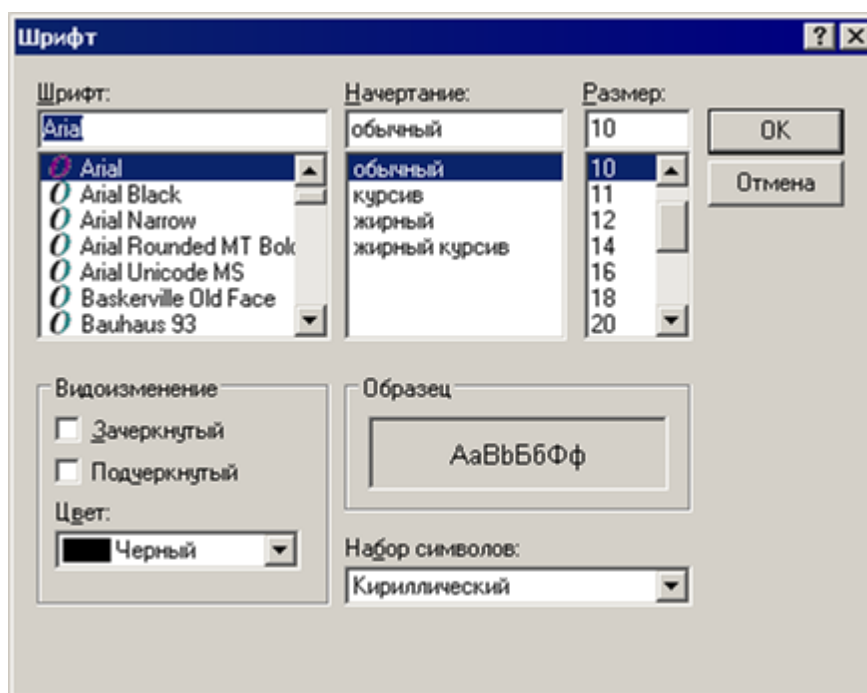 Шрифт
Шрифт:
Arial
Arial
Arial Black
Arial Narrow
Arial Rounded MT Bold
Arial Unicode MS
Baskerville Old Face
Bauhaus 93
Начертание:
обычный
обычный
курсив
жирный
жирный курсив
Размер:
10
10
11
12
14
16
18
20
OK
Отмена
Видоизменение
Зачеркнутый
Подчеркнутый
Цвет:
Черный
Образец
AaBbБбФф
Набор символов:
Кириллический